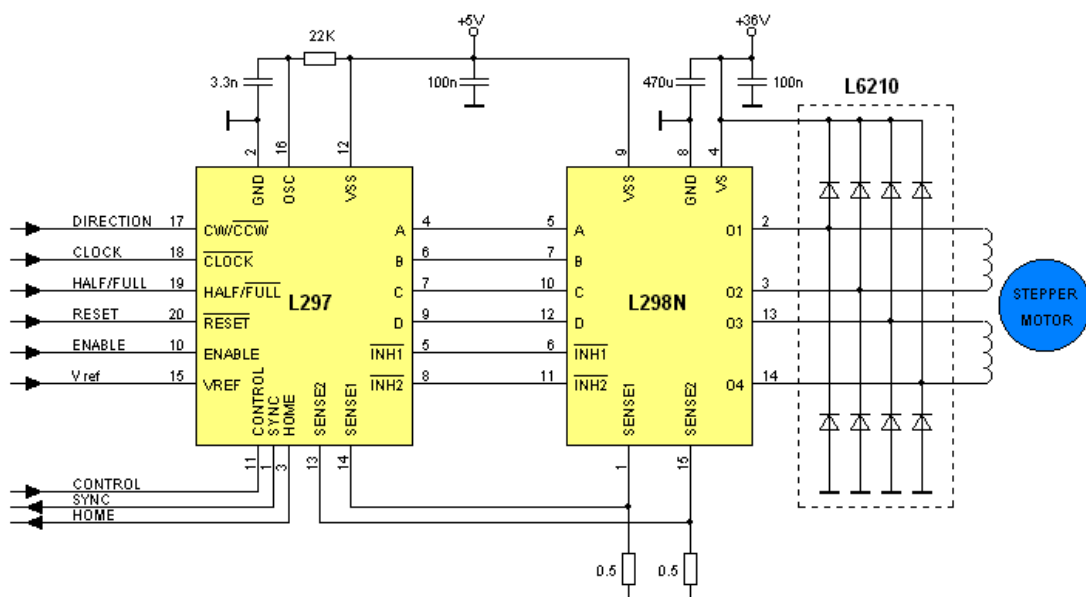 +5V
+36V
22K
3.3n
100n
470u
100n
L6210
2
16
12
9
8
4
GND
OSC
VSS
VSS
GND
VS
DIRECTION
17
CW/CCW
A
4
5
A
O1
2
CLOCK
18
CLOCK
B
6
7
B
HALF/FULL
19
HALF/FULL
C
7
10
C
O2
3
L297
L298N
STEPPER
MOTOR
RESET
20
RESET
D
9
12
D
O3
13
ENABLE
10
ENABLE
INH1
5
6
INH1
Vref
15
VREF
INH2
8
11
INH2
O4
14
CONTROL
SYNC
HOME
SENSE2
SENSE1
SENSE1
SENSE2
11
1
3
13
14
1
15
CONTROL
SYNC
HOME
0.5
0.5